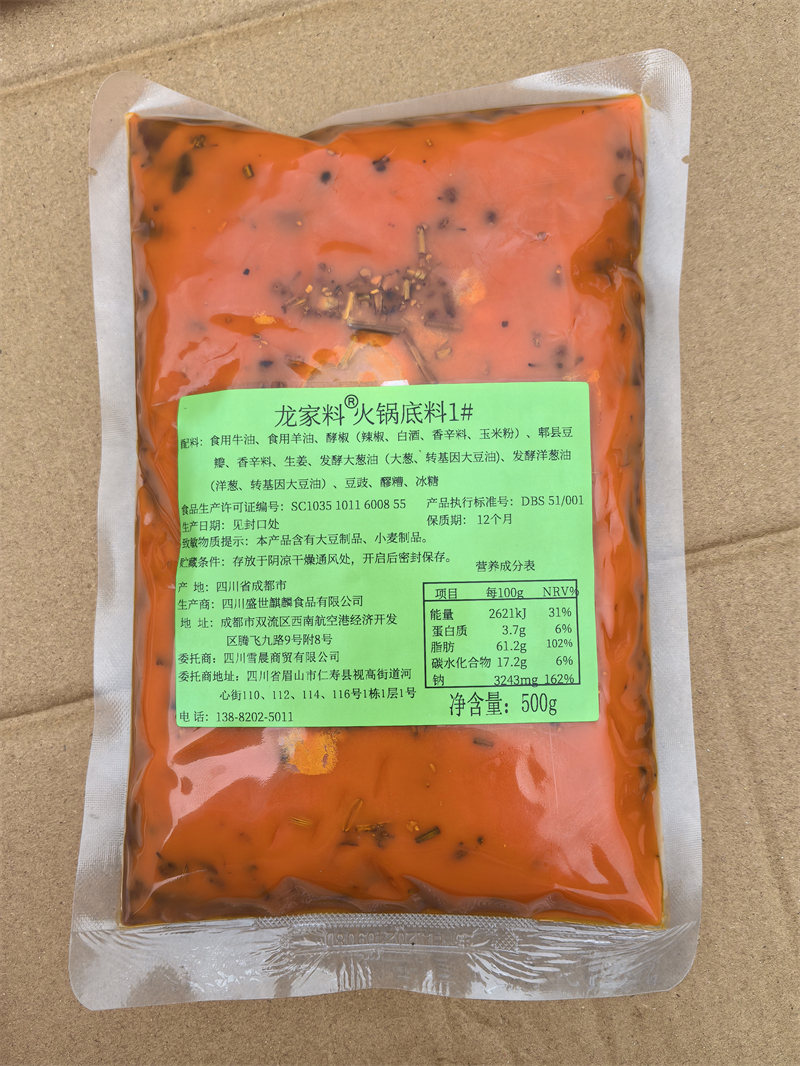 龙家料®火锅底料1#
配料：食用牛油、食用羊油、酵椒（辣椒、白酒、香辛料、玉米粉）、郫县豆
瓣、香辛料、生姜、发酵大葱油（大葱、转基因大豆油）、发酵洋葱油
（洋葱、转基因大豆油）、豆豉、醪糟、冰糖
食品生产许可证编号：SC1035 1011 6008 55 产品执行标准号：DBS 51/001
生产日期：见封口处 保质期：12个月
致敏物质提示：本产品含有大豆制品、小麦制品。
贮藏条件：存放于阴凉干燥通风处，开启后密封保存。
产 地：四川省成都市
生产商：四川盛世麒麟食品有限公司
地 址：成都市双流区西南航空港经济开发
区腾飞九路9号附8号
委托商：四川雪晨商贸有限公司
委托商地址：四川省眉山市仁寿县视高街道河
心街110、112、114、116号1栋1层1号
电话：138-8202-5011
营养成分表
项目 每100g NRV%
能量 2621kJ 31%
蛋白质 3.7g 6%
脂肪 61.2g 102%
碳水化合物 17.2g 6%
钠 3243mg 162%
净含量：500g